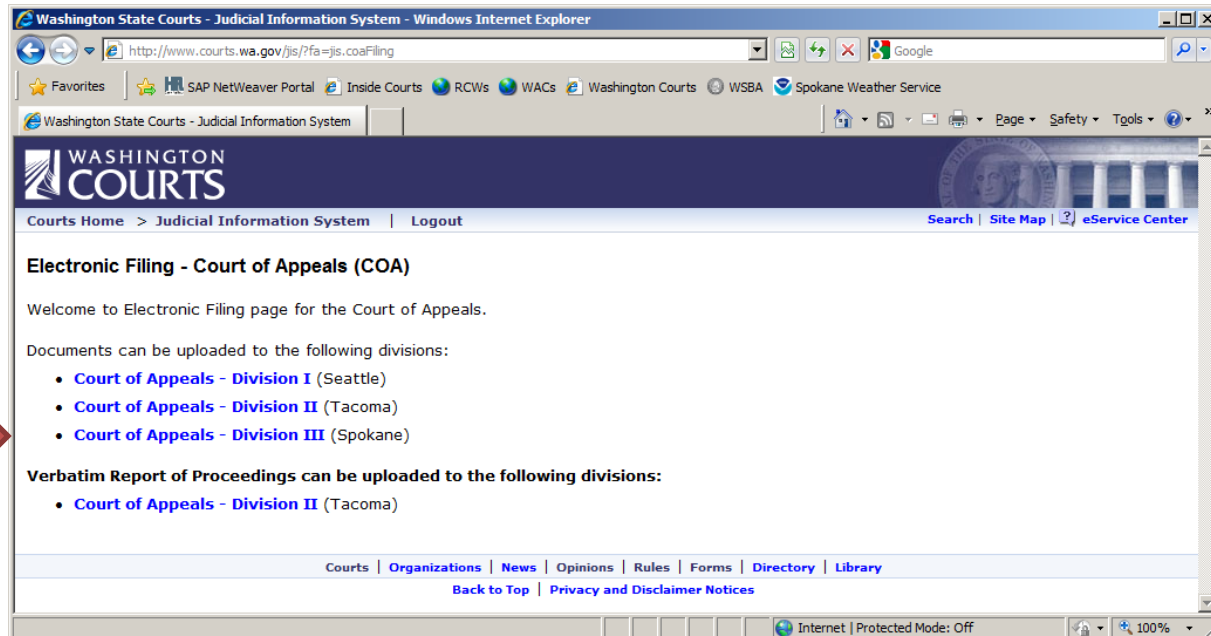 Washington State Courts - Judicial Information System - Windows Internet Explorer
http://www.courts.wa.gov/jis/?fa=jis.coaFiling Google
Favorites SAP NetWeaver Portal Inside Courts RCWs WACs Washington Courts WSBA Spokane Weather Service
Washington State Courts - Judicial Information System Page Safety Tools »
WASHINGTON
COURTS
Courts Home > Judicial Information System | Logout Search | Site Map | eService Center
Electronic Filing - Court of Appeals (COA)
Welcome to Electronic Filing page for the Court of Appeals.
Documents can be uploaded to the following divisions:
• Court of Appeals - Division I (Seattle)
• Court of Appeals - Division II (Tacoma)
• Court of Appeals - Division III (Spokane)
Verbatim Report of Proceedings can be uploaded to the following divisions:
• Court of Appeals - Division II (Tacoma)
Courts | Organizations | News | Opinions | Rules | Forms | Directory | Library
Back to Top | Privacy and Disclaimer Notices
Internet | Protected Mode: Off 100%